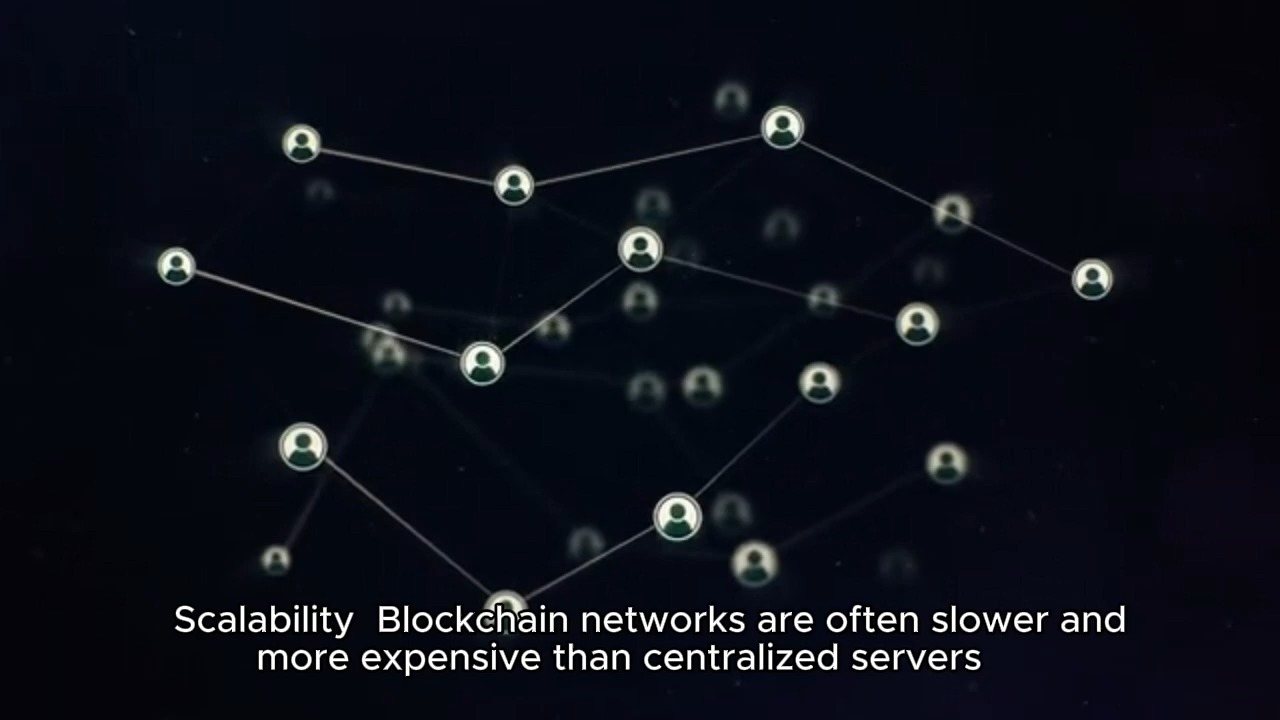 Scalability  Blockchain networks are often slower and
more expensive than centralized servers